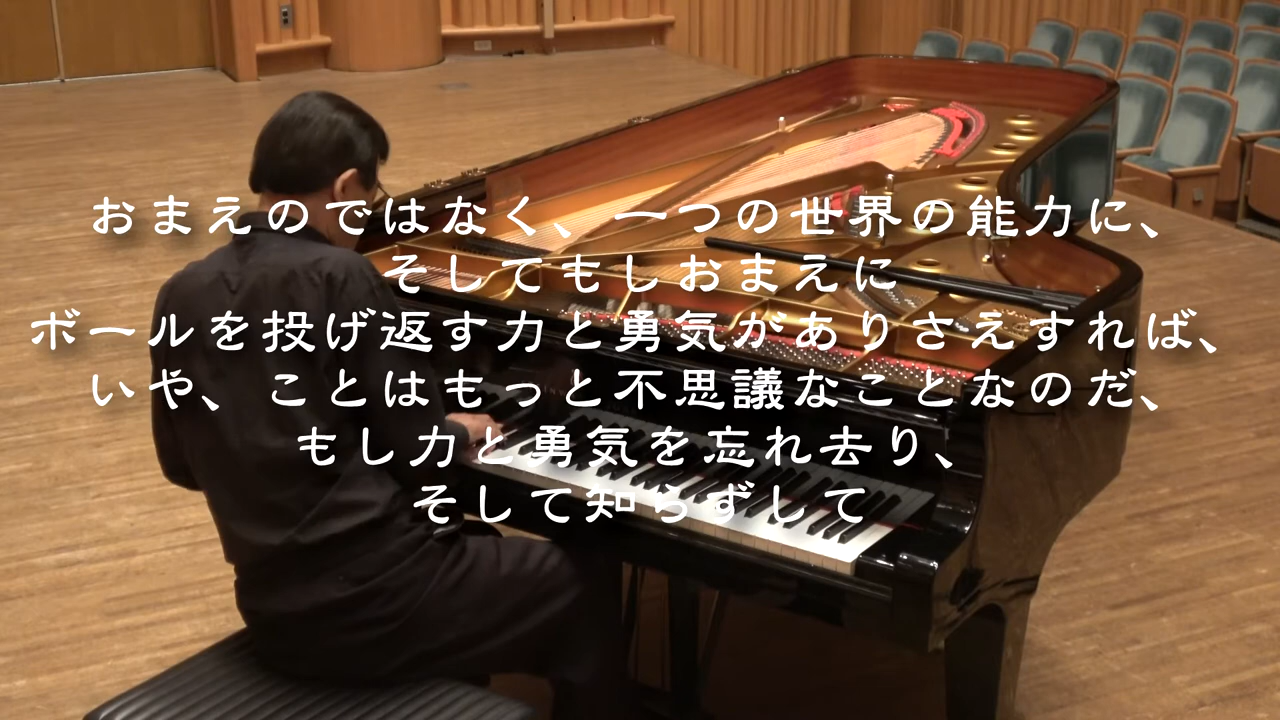 おまえのではなく、一つの世界の能力に、
そしてもしおまえに
ボールを投げ返す力と勇気がありさえすれば、
いや、ことはもっと不思議なことなのだ、
もし力と勇気を忘れ去り、
そして知らずして